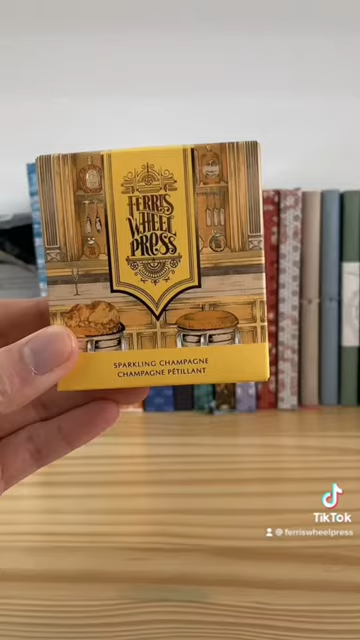 FERRIS
WHEEL
PRESS
SPARKLING CHAMPAGNE
CHAMPAGNE PÉTILLANT
TikTok
@ferriswheelpress